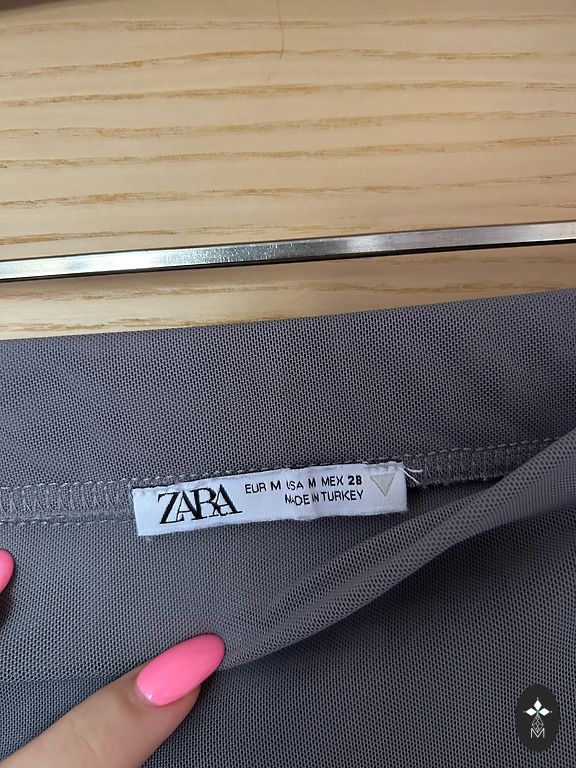 ZARA
EUR M USA M MEX 28
MADE IN TURKEY
M